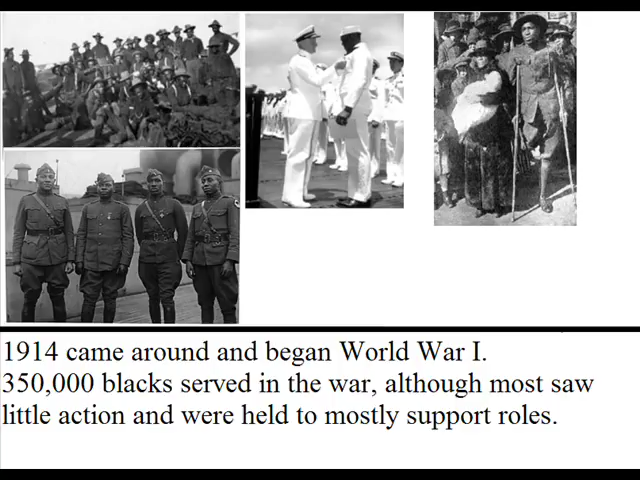 1914 came around and began World War I.
350,000 blacks served in the war, although most saw
little action and were held to mostly support roles.